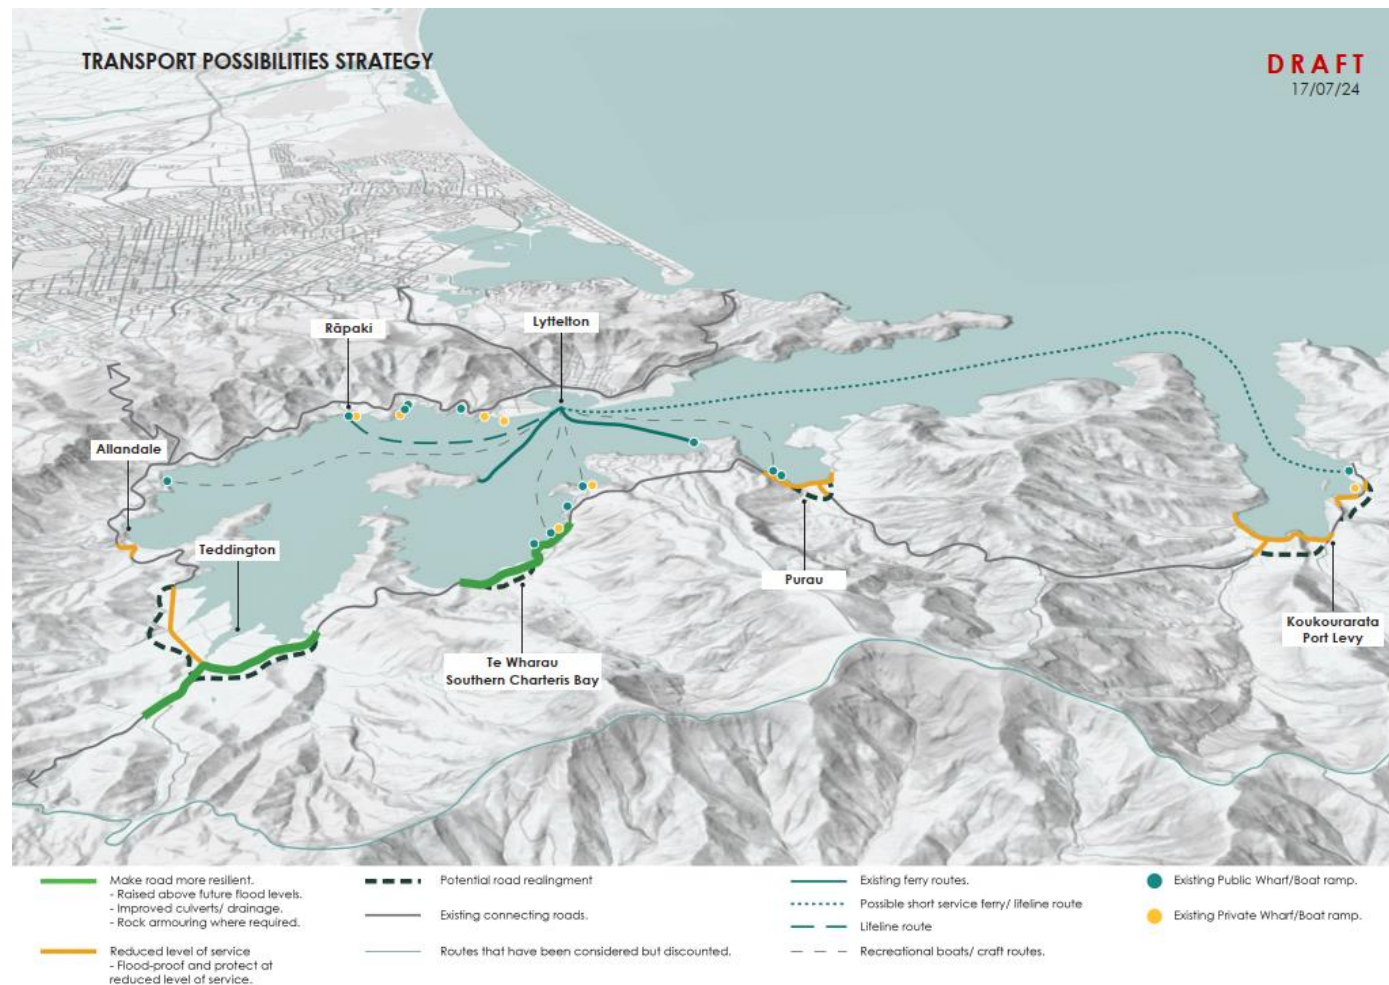 TRANSPORT POSSIBILITIES STRATEGY
DRAFT
17/07/24
Rāpaki
Lyttelton
Allandale
Teddington
Purau
Te Wharau
Southern Charteris Bay
Koukourarata
Port Levy
Make road more resilient.
- Raised above future flood levels.
- Improved culverts/ drainage.
- Rock armouring where required.
Reduced level of service
- Flood-proof and protect at
reduced level of service.
Potential road realingment
Existing connecting roads.
Routes that have been considered but discounted.
Existing ferry routes.
Possible short service ferry/ lifeline route
Lifeline route
Recreational boats/ craft routes.
Existing Public Wharf/Boat ramp.
Existing Private Wharf/Boat ramp.